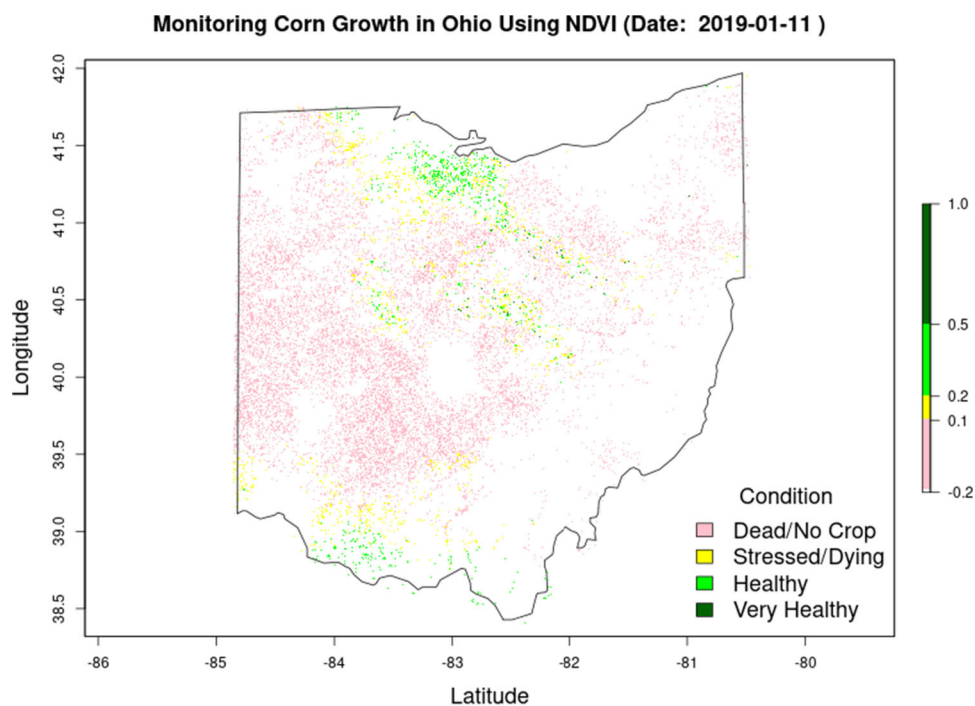 Monitoring Corn Growth in Ohio Using NDVI (Date:  2019-01-11 )
42.0
41.5
41.0
40.5
40.0
39.5
39.0
38.5
Longitude
-86
-85
-84
-83
-82
-81
-80
Latitude
Condition
Dead/No Crop
Stressed/Dying
Healthy
Very Healthy
1.0
0.5
0.2
0.1
-0.2